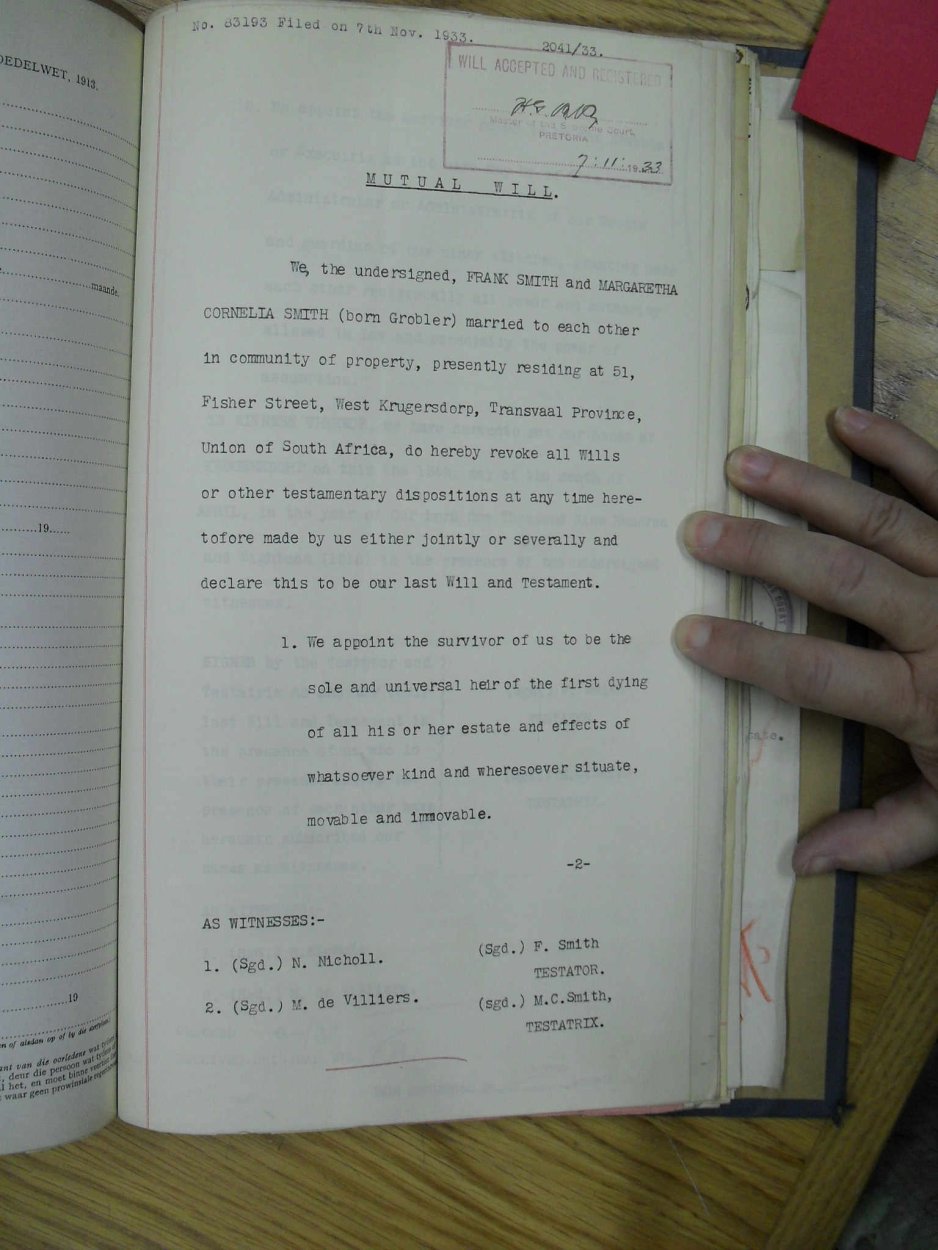 OEDELWET, 1913.
maande.
19
19
No. 83193 Filed on 7th Nov. 1933.
2041/33.
WILL ACCEPTED AND REGISTERED
Master of the Supreme Court,
PRETORIA
7:11:1933
MUTUAL WILL.
We, the undersigned, FRANK SMITH and MARGARETHA
CORNELIA SMITH (born Grobler) married to each other
in community of property, presently residing at 51,
Fisher Street, West Krugersdorp, Transvaal Province,
Union of South Africa, do hereby revoke all Wills
or other testamentary dispositions at any time here-
tofore made by us either jointly or severally and
declare this to be our last Will and Testament.
1. We appoint the survivor of us to be the
sole and universal heir of the first dying
of all his or her estate and effects of
whatsoever kind and wheresoever situate,
movable and immovable.
-2-
AS WITNESSES:-
1. (Sgd.) N. Nicholl.
2. (Sgd.) M. de Villiers.
(Sgd.) F. Smith
TESTATOR.
(sgd.) M.C.Smith,
TESTATRIX.